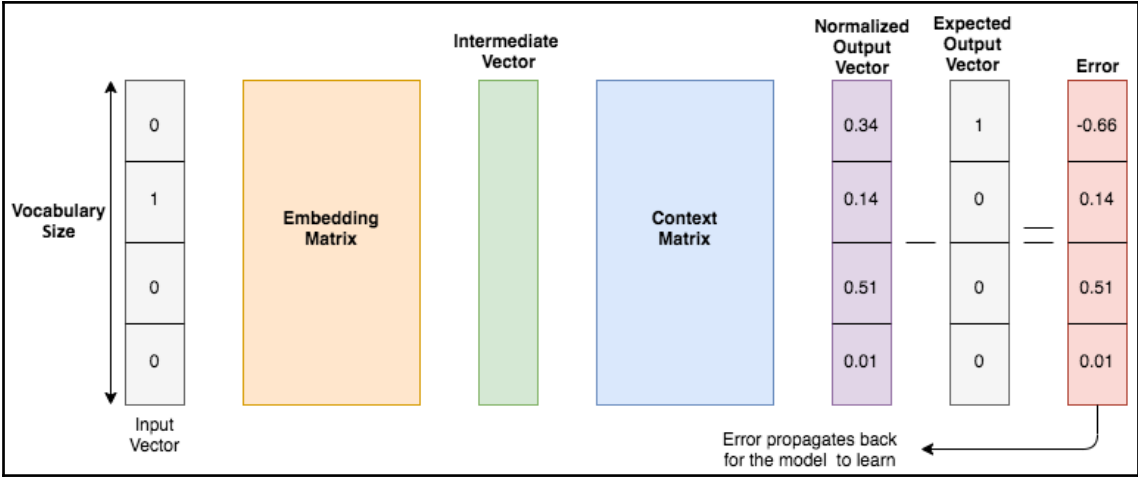 Vocabulary
Size
0
1
0
0
Input
Vector
Embedding
Matrix
Intermediate
Vector
Context
Matrix
Normalized
Output
Vector
0.34
0.14
0.51
0.01
—
Expected
Output
Vector
1
0
0
0
=
Error
-0.66
0.14
0.51
0.01
Error propagates back
for the model to learn